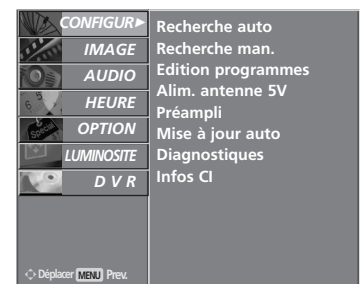 CONFIGUR►
IMAGE
AUDIO
HEURE
OPTION
LUMINOSITE
D V R
Recherche auto
Recherche man.
Edition programmes
Alim. antenne 5V
Préampli
Mise à jour auto
Diagnostiques
Infos CI
Déplacer MENU Prev.